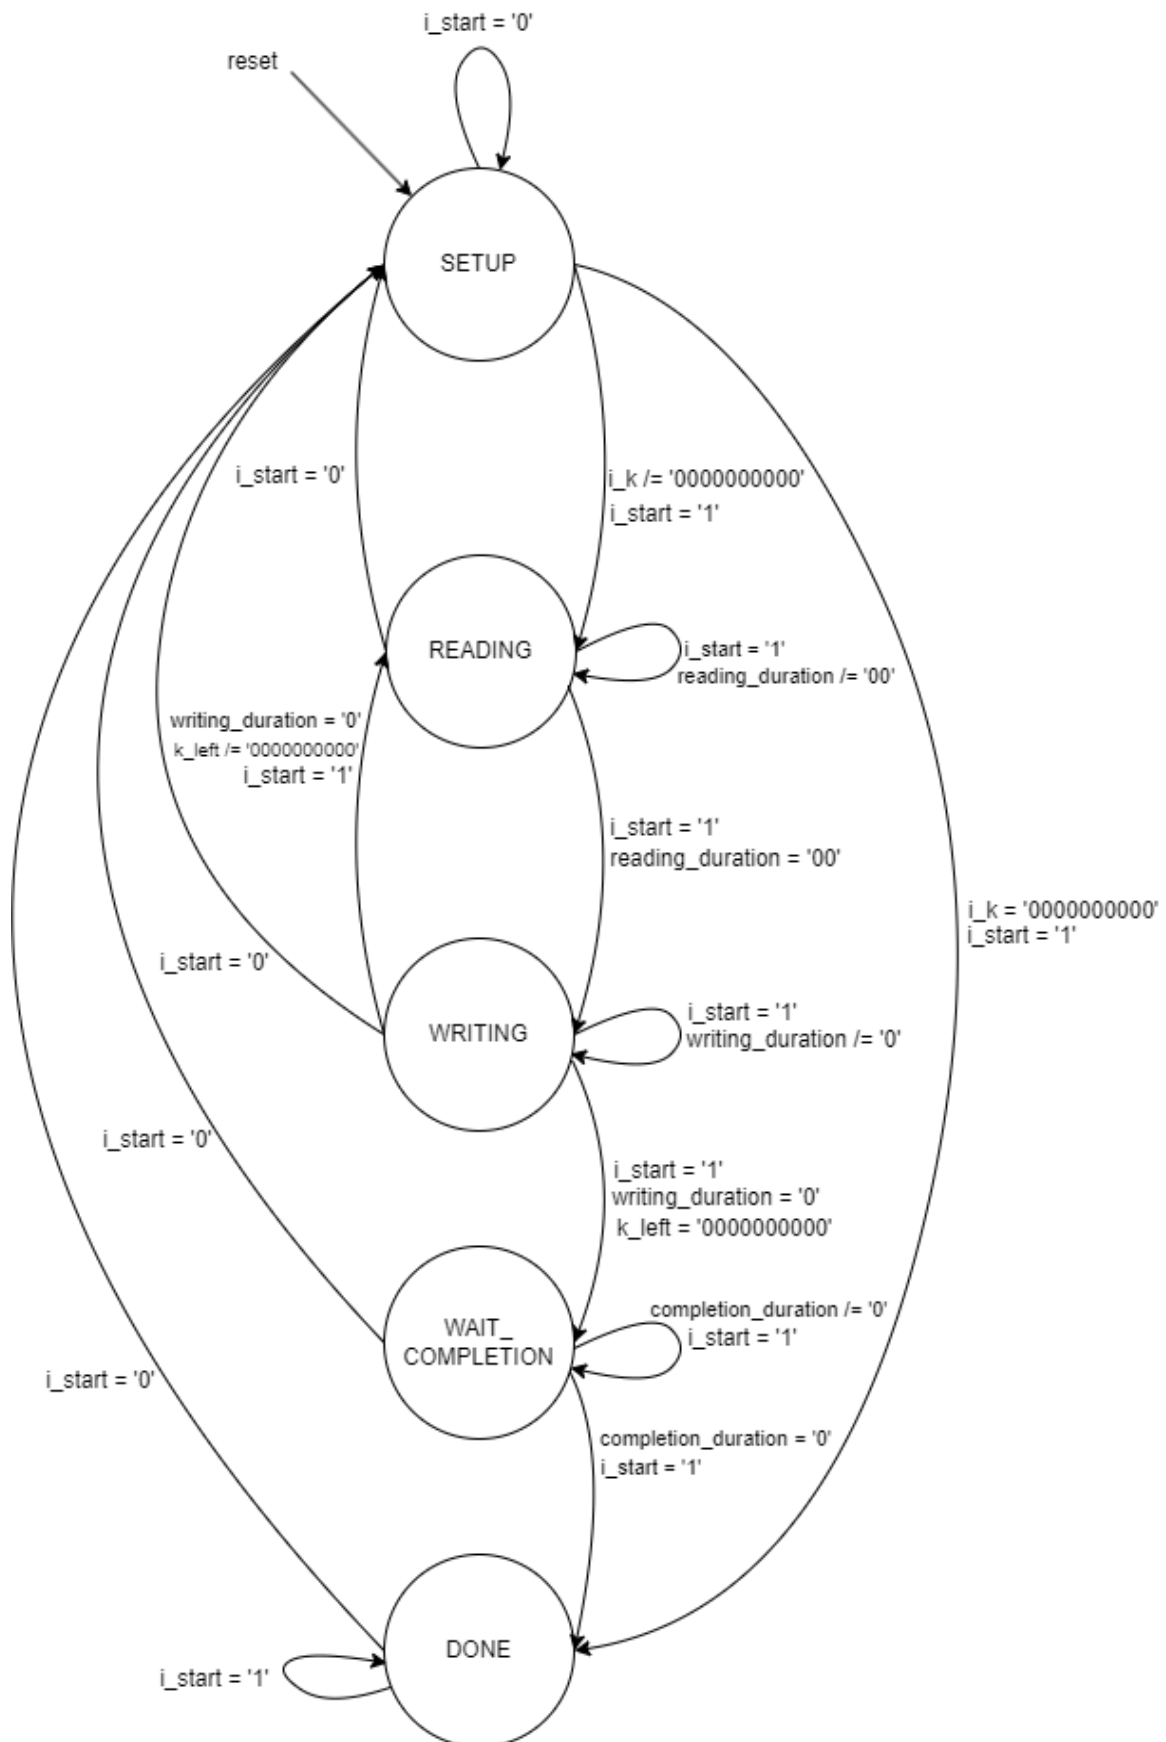 i_start = '0'
reset
SETUP
i_start = '0'
i_k /= '0000000000'
i_start = '1'
READING
i_start = '1'
reading_duration /= '00'
writing_duration = '0'
k_left /= '0000000000'
i_start = '1'
i_start = '1'
reading_duration = '00'
i_k = '0000000000'
i_start = '1'
i_start = '0'
WRITING
i_start = '1'
writing_duration /= '0'
i_start = '0'
i_start = '1'
writing_duration = '0'
k_left = '0000000000'
WAIT_
COMPLETION
completion_duration /= '0'
i_start = '1'
i_start = '0'
completion_duration = '0'
i_start = '1'
DONE
i_start = '1'